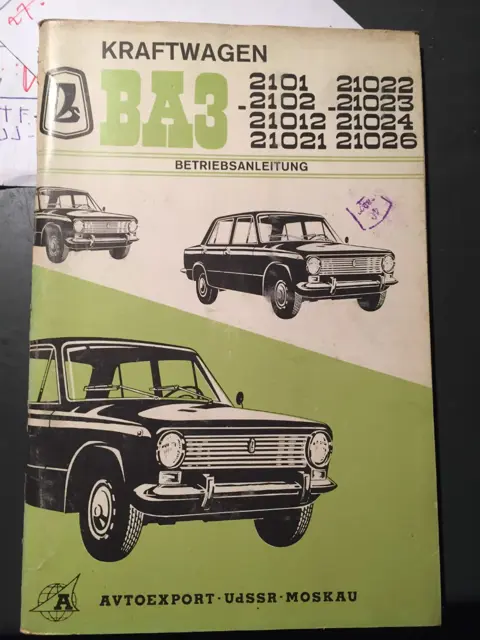 KRAFTWAGEN
ВАЗ
2101 21022
-2102 -21023
21012 21024
21021 21026
BETRIEBSANLEITUNG
A AVTOEXPORT · UdSSR · MOSKAU